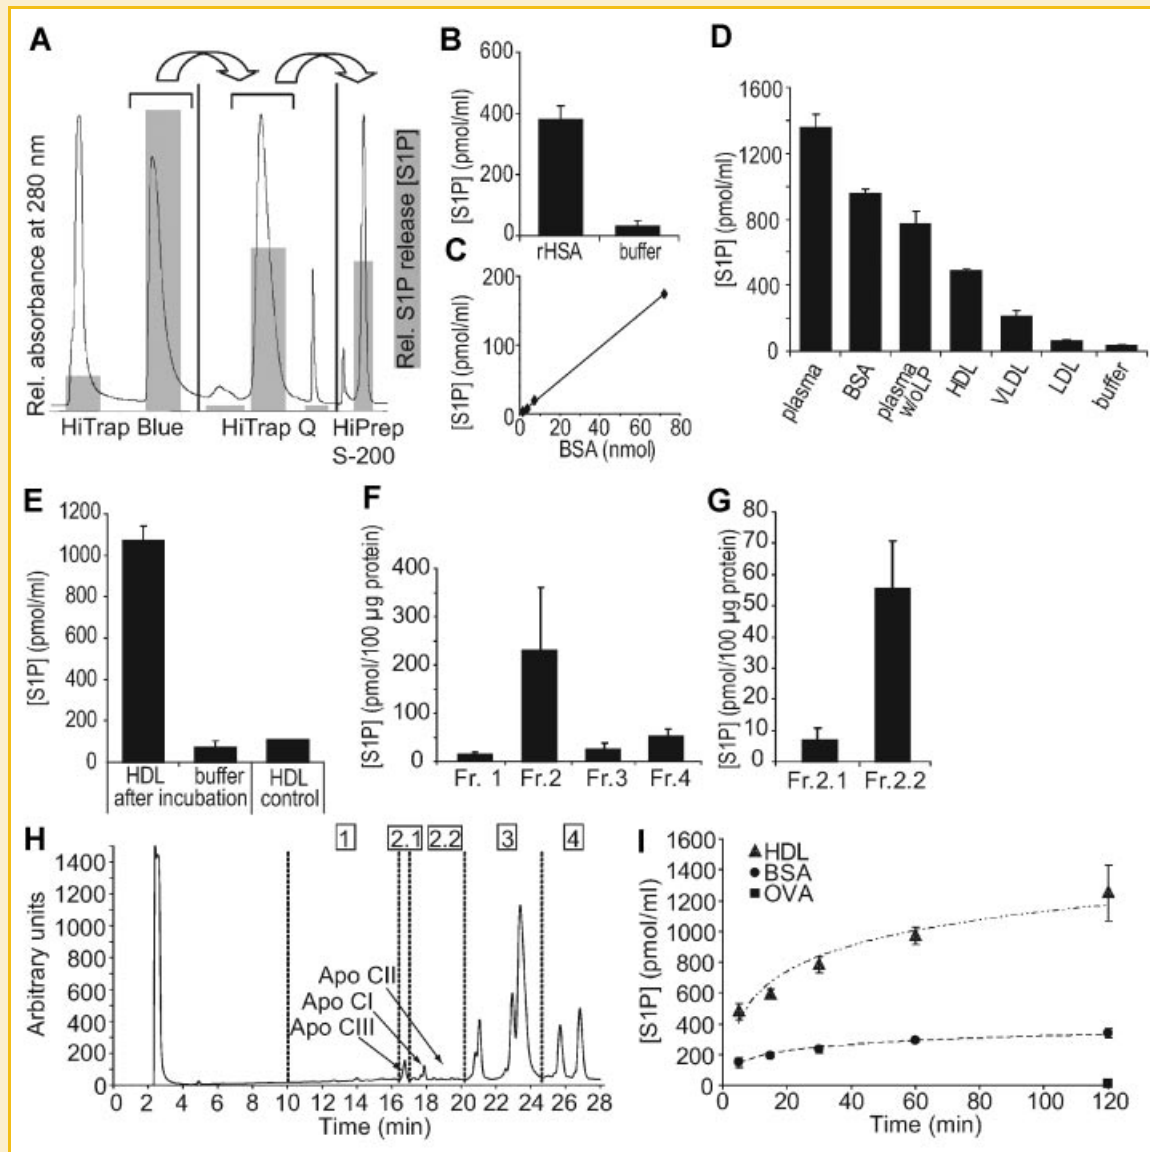 A
Rel. absorbance at 280 nm
Rel. S1P release [S1P]
HiTrap Blue
HiTrap Q
HiPrep
S-200
B
[S1P] (pmol/ml)
600
400
200
0
rHSA
buffer
C
[S1P] (pmol/ml)
200
100
0
0 20 40 60 80
BSA (nmol)
D
[S1P] (pmol/ml)
1600
1200
800
400
0
plasma
BSA
plasma
w/oLP
HDL
VLDL
LDL
buffer
E
[S1P] (pmol/ml)
1200
1000
800
600
400
200
0
HDL buffer
after incubation
HDL
control
F
[S1P] (pmol/100 µg protein)
400
300
200
100
0
Fr. 1 Fr.2 Fr.3 Fr.4
G
[S1P] (pmol/100 µg protein)
80
70
60
50
40
30
20
10
0
Fr.2.1 Fr.2.2
H
1 2.1 2.2 3 4
Arbitrary units
1400
1200
1000
800
600
400
200
0
Apo CII
Apo CI
Apo CIII
0 2 4 6 8 10 12 14 16 18 20 22 24 26 28
Time (min)
I
HDL
BSA
OVA
[S1P] (pmol/ml)
1600
1400
1200
1000
800
600
400
200
0
0 20 40 60 80 100 120
Time (min)